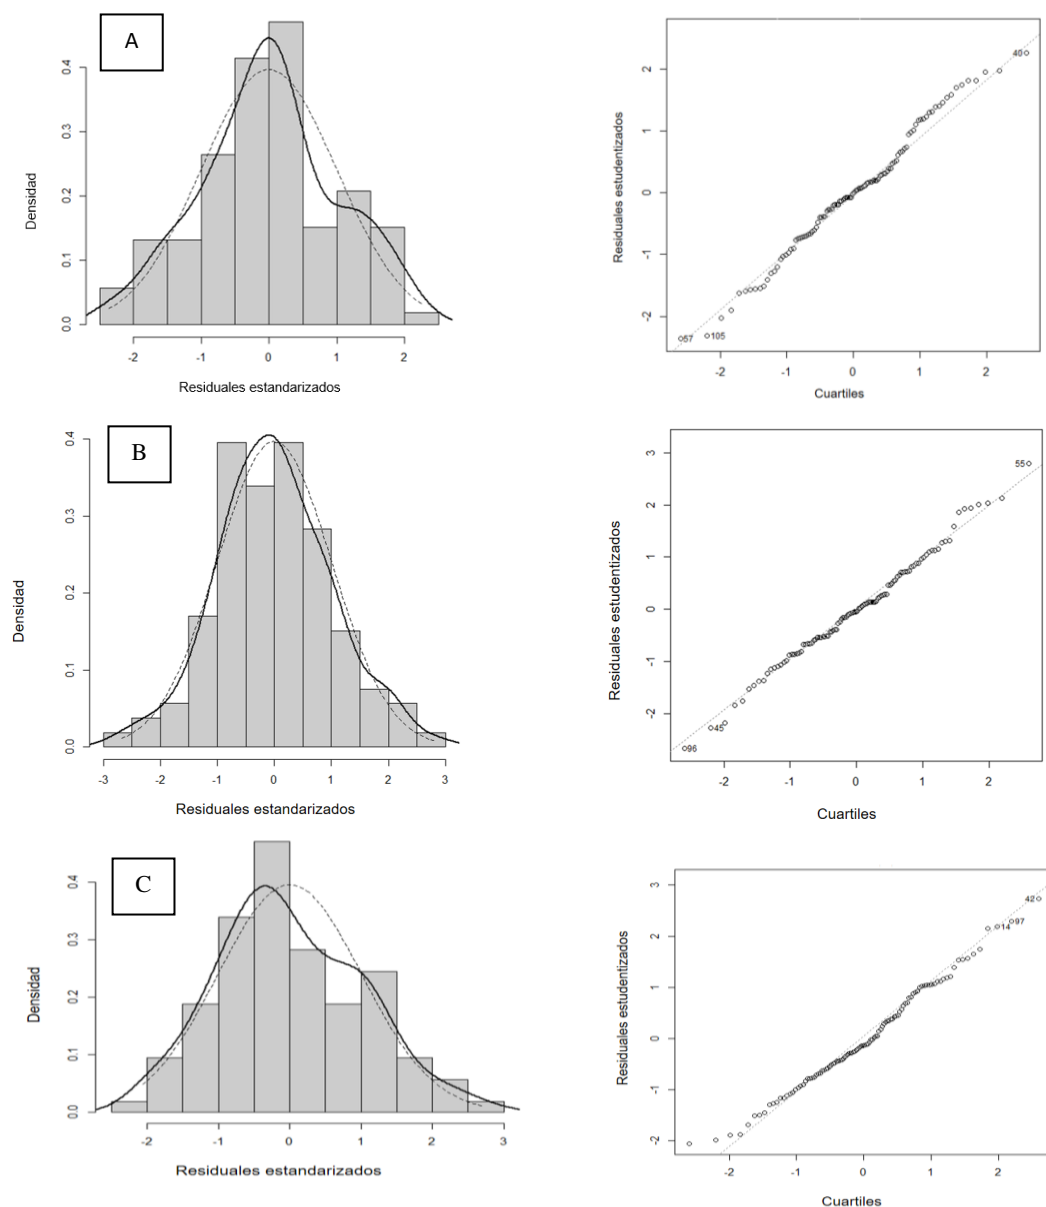 A
Densidad
0.4
0.3
0.2
0.1
0.0
-2 -1 0 1 2
Residuales estandarizados
Residuales estudentizados
2
1
0
-1
-2
40
57
105
-2 -1 0 1 2
Cuartiles
B
Densidad
0.4
0.3
0.2
0.1
0.0
-3 -2 -1 0 1 2 3
Residuales estandarizados
Residuales estudentizados
3
2
1
0
-1
-2
55
45
96
-2 -1 0 1 2
Cuartiles
C
Densidad
0.4
0.3
0.2
0.1
0.0
-2 -1 0 1 2 3
Residuales estandarizados
Residuales estudentizados
3
2
1
0
-1
-2
42
97
14
-2 -1 0 1 2
Cuartiles